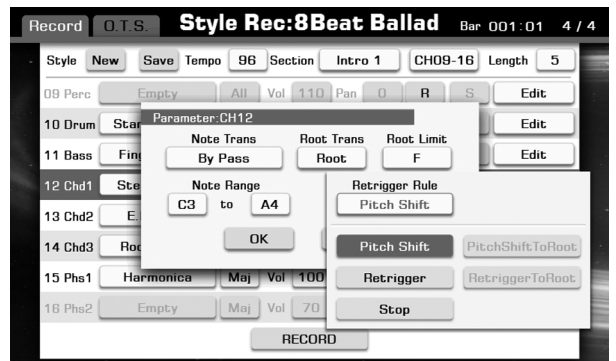 Record O.T.S. Style Rec:8Beat Ballad Bar 001:01 4/4
Style New Save Tempo 96 Section Intro 1 CH09-16 Length 5
09 Perc Empty All Vol 110 Pan 0 R S Edit
Parameter:CH12
10 Drum Edit
Note Trans Root Trans Root Limit
11 Bass By Pass Root F Edit
12 Chd1 Note Range Retrigger Rule
C3 to A4 Pitch Shift
13 Chd2
14 Chd3 OK Pitch Shift PitchShiftToRoot
15 Phs1 Harmonica Maj Vol 100 Retrigger RetriggerToRoot
16 Phs2 Empty Maj Vol 70 Stop
RECORD